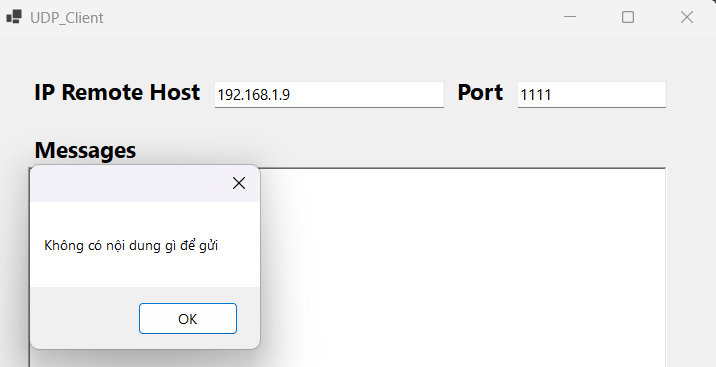 UDP_Client
IP Remote Host 192.168.1.9 Port 1111
Messages
Không có nội dung gì để gửi
OK